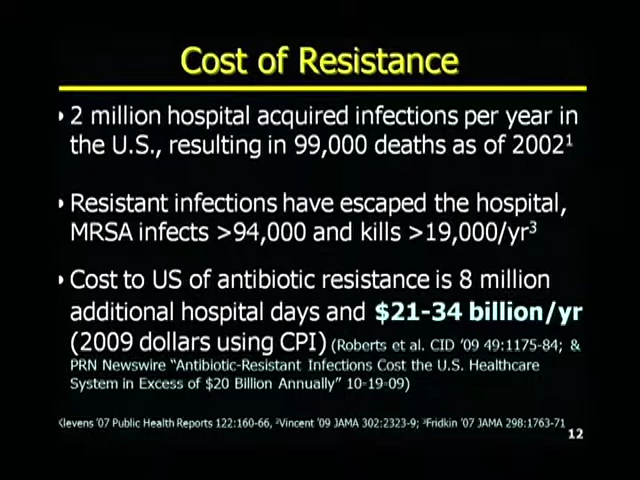 Cost of Resistance
2 million hospital acquired infections per year in
the U.S., resulting in 99,000 deaths as of 2002¹
Resistant infections have escaped the hospital,
MRSA infects >94,000 and kills >19,000/yr³
Cost to US of antibiotic resistance is 8 million
additional hospital days and $21-34 billion/yr
(2009 dollars using CPI) (Roberts et al. CID '09 49:1175-84; &
PRN Newswire "Antibiotic-Resistant Infections Cost the U.S. Healthcare
System in Excess of $20 Billion Annually" 10-19-09)
Klevens '07 Public Health Reports 122:160-66, ²Vincent '09 JAMA 302:2323-9; ³Fridkin '07 JAMA 298:1763-71
12